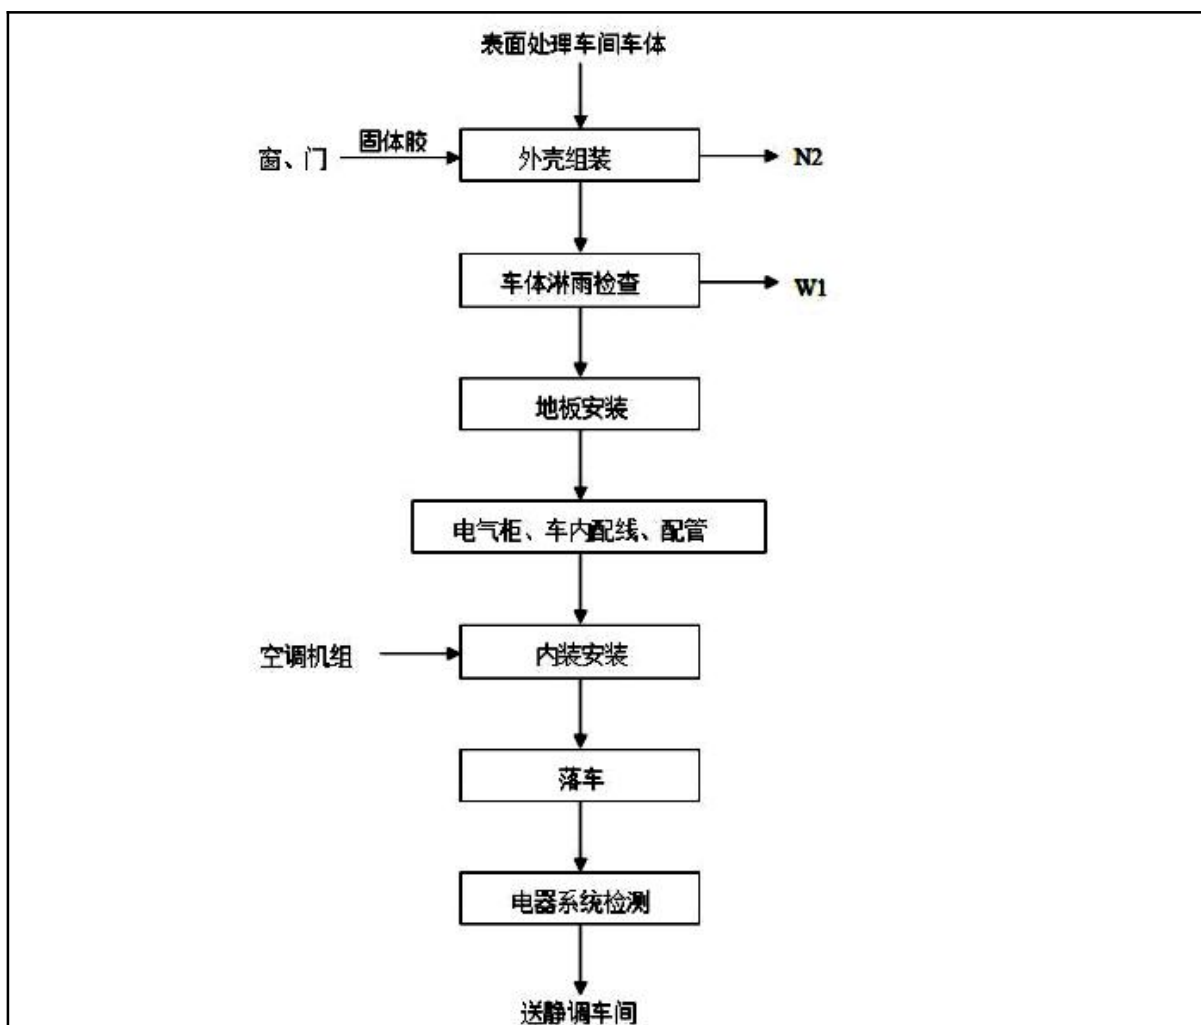 表面处理车间车体
窗、门
固体胶
外壳组装
N2
车体淋雨检查
W1
地板安装
电气柜、车内配线、配管
空调机组
内装安装
落车
电器系统检测
送静调车间